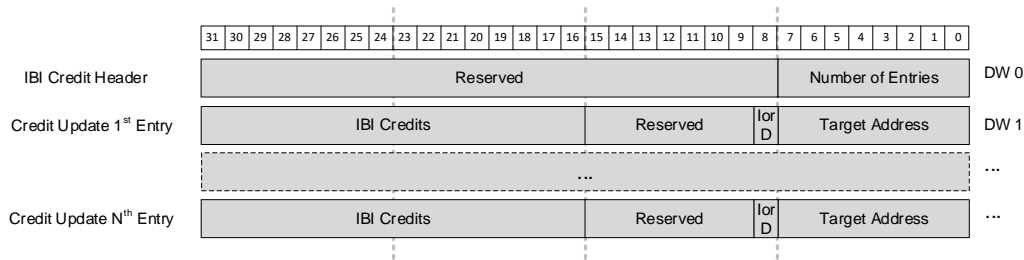 31 30 29 28 27 26 25 24 23 22 21 20 19 18 17 16 15 14 13 12 11 10 9 8 7 6 5 4 3 2 1 0
IBI Credit Header Reserved Number of Entries DW 0
Credit Update 1st Entry IBI Credits Reserved IorD Target Address DW 1
... ...
Credit Update Nth Entry IBI Credits Reserved IorD Target Address ...